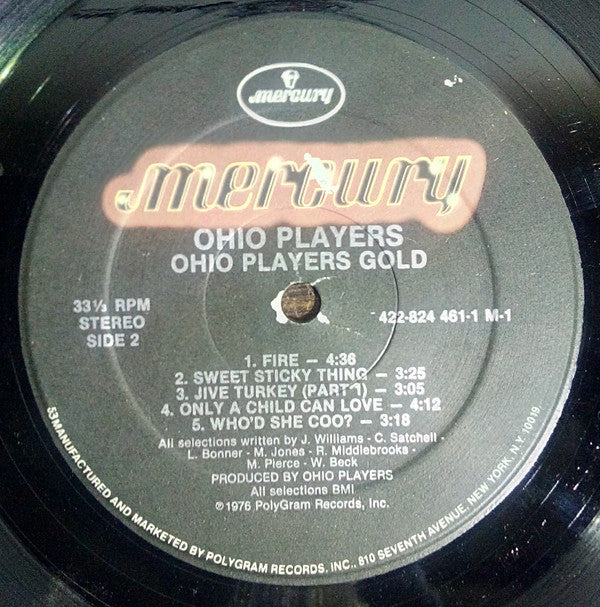 mercury
mercury
OHIO PLAYERS
OHIO PLAYERS GOLD
33⅓ RPM
STEREO
SIDE 2
422-824 461-1 M-1
1. FIRE — 4:36
2. SWEET STICKY THING — 3:25
3. JIVE TURKEY (PART 1) — 3:05
4. ONLY A CHILD CAN LOVE — 4:12
5. WHO'D SHE COO? — 3:18
All selections written by J. Williams - C. Satchell -
L. Bonner - M. Jones - R. Middlebrooks -
M. Pierce - W. Beck
PRODUCED BY OHIO PLAYERS
All selections BMI
℗1976 PolyGram Records, Inc.
53 MANUFACTURED AND MARKETED BY POLYGRAM RECORDS, INC., 810 SEVENTH AVENUE, NEW YORK, N.Y. 10019